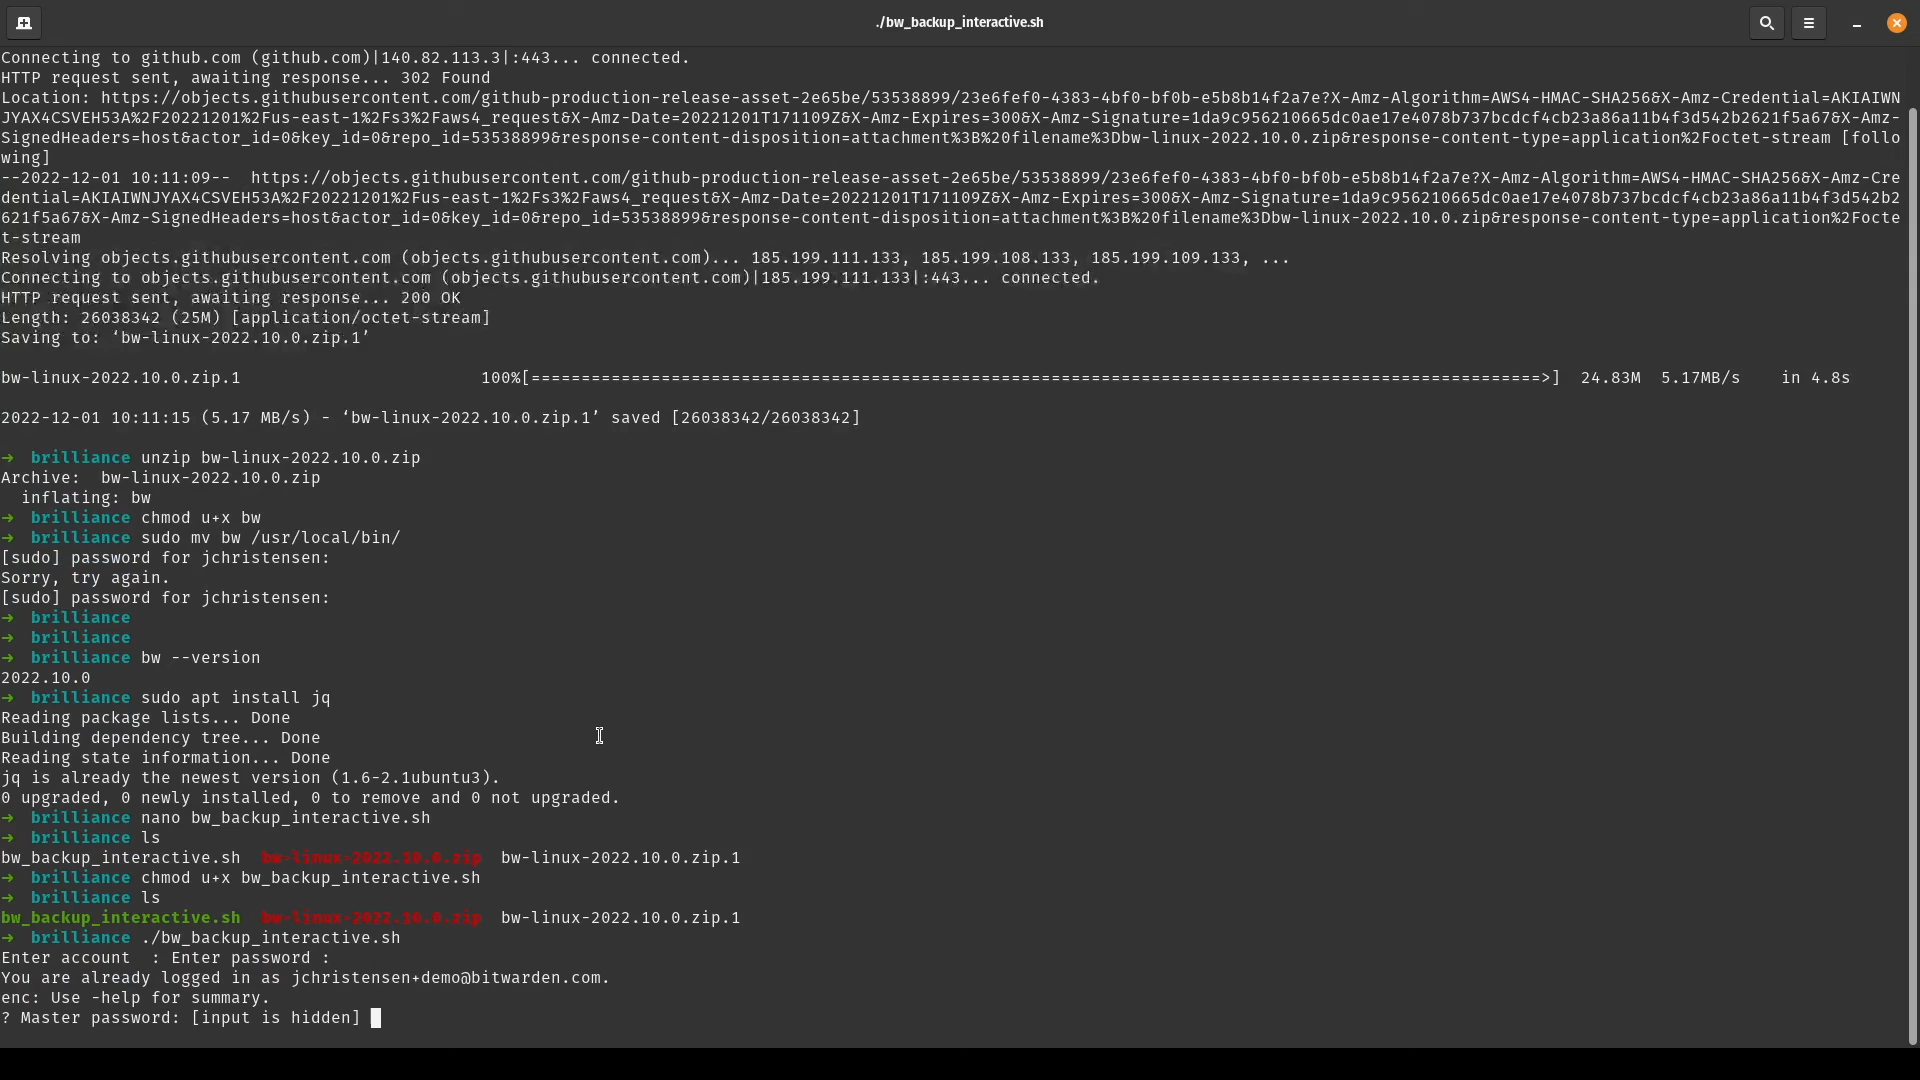 ./bw_backup_interactive.sh
Connecting to github.com (github.com)|140.82.113.3|:443... connected.
HTTP request sent, awaiting response... 302 Found
Location: https://objects.githubusercontent.com/github-production-release-asset-2e65be/53538899/23e6fef0-4383-4bf0-bf0b-e5b8b14f2a7e?X-Amz-Algorithm=AWS4-HMAC-SHA256&X-Amz-Credential=AKIAIWN
JYAX4CSVEH53A%2F20221201%2Fus-east-1%2Fs3%2Faws4_request&X-Amz-Date=20221201T171109Z&X-Amz-Expires=300&X-Amz-Signature=1da9c956210665dc0ae17e4078b737bcdcf4cb23a86a11b4f3d542b2621f5a67&X-Amz-
SignedHeaders=host&actor_id=0&key_id=0&repo_id=53538899&response-content-disposition=attachment%3B%20filename%3Dbw-linux-2022.10.0.zip&response-content-type=application%2Foctet-stream [follo
wing]
--2022-12-01 10:11:09--  https://objects.githubusercontent.com/github-production-release-asset-2e65be/53538899/23e6fef0-4383-4bf0-bf0b-e5b8b14f2a7e?X-Amz-Algorithm=AWS4-HMAC-SHA256&X-Amz-Cre
dential=AKIAIWNJYAX4CSVEH53A%2F20221201%2Fus-east-1%2Fs3%2Faws4_request&X-Amz-Date=20221201T171109Z&X-Amz-Expires=300&X-Amz-Signature=1da9c956210665dc0ae17e4078b737bcdcf4cb23a86a11b4f3d542b2
621f5a67&X-Amz-SignedHeaders=host&actor_id=0&key_id=0&repo_id=53538899&response-content-disposition=attachment%3B%20filename%3Dbw-linux-2022.10.0.zip&response-content-type=application%2Focte
t-stream
Resolving objects.githubusercontent.com (objects.githubusercontent.com)... 185.199.111.133, 185.199.108.133, 185.199.109.133, ...
Connecting to objects.githubusercontent.com (objects.githubusercontent.com)|185.199.111.133|:443... connected.
HTTP request sent, awaiting response... 200 OK
Length: 26038342 (25M) [application/octet-stream]
Saving to: ‘bw-linux-2022.10.0.zip.1’
bw-linux-2022.10.0.zip.1 100%[=====================================================================================================>] 24.83M 5.17MB/s in 4.8s
2022-12-01 10:11:15 (5.17 MB/s) - ‘bw-linux-2022.10.0.zip.1’ saved [26038342/26038342]
→ brilliance unzip bw-linux-2022.10.0.zip
Archive:  bw-linux-2022.10.0.zip
inflating: bw
→ brilliance chmod u+x bw
→ brilliance sudo mv bw /usr/local/bin/
[sudo] password for jchristensen:
Sorry, try again.
[sudo] password for jchristensen:
→ brilliance
→ brilliance
→ brilliance bw --version
2022.10.0
→ brilliance sudo apt install jq
Reading package lists... Done
Building dependency tree... Done
Reading state information... Done
jq is already the newest version (1.6-2.1ubuntu3).
0 upgraded, 0 newly installed, 0 to remove and 0 not upgraded.
→ brilliance nano bw_backup_interactive.sh
→ brilliance ls
bw_backup_interactive.sh  bw-linux-2022.10.0.zip  bw-linux-2022.10.0.zip.1
→ brilliance chmod u+x bw_backup_interactive.sh
→ brilliance ls
bw_backup_interactive.sh  bw-linux-2022.10.0.zip  bw-linux-2022.10.0.zip.1
→ brilliance ./bw_backup_interactive.sh
Enter account  : Enter password :
You are already logged in as jchristensen+demo@bitwarden.com.
enc: Use -help for summary.
? Master password: [input is hidden]